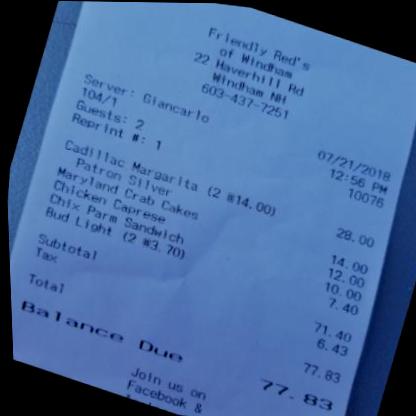 Friendly Red's
of Windham
22 Haverhill Rd
Windham NH
603-437-7251
Server: Giancarlo 07/21/2018
104/1 12:56 PM
Guests: 2 10076
Reprint #: 1
Cadillac Margarita (2 @14.00) 28.00
Patron Silver
Maryland Crab Cakes 14.00
Chicken Caprese 12.00
Chix Parm Sandwich 10.00
Bud Light (2 @3.70) 7.40
Subtotal 71.40
Tax 6.43
Total 77.83
Balance Due 77.83
Join us on
Facebook &